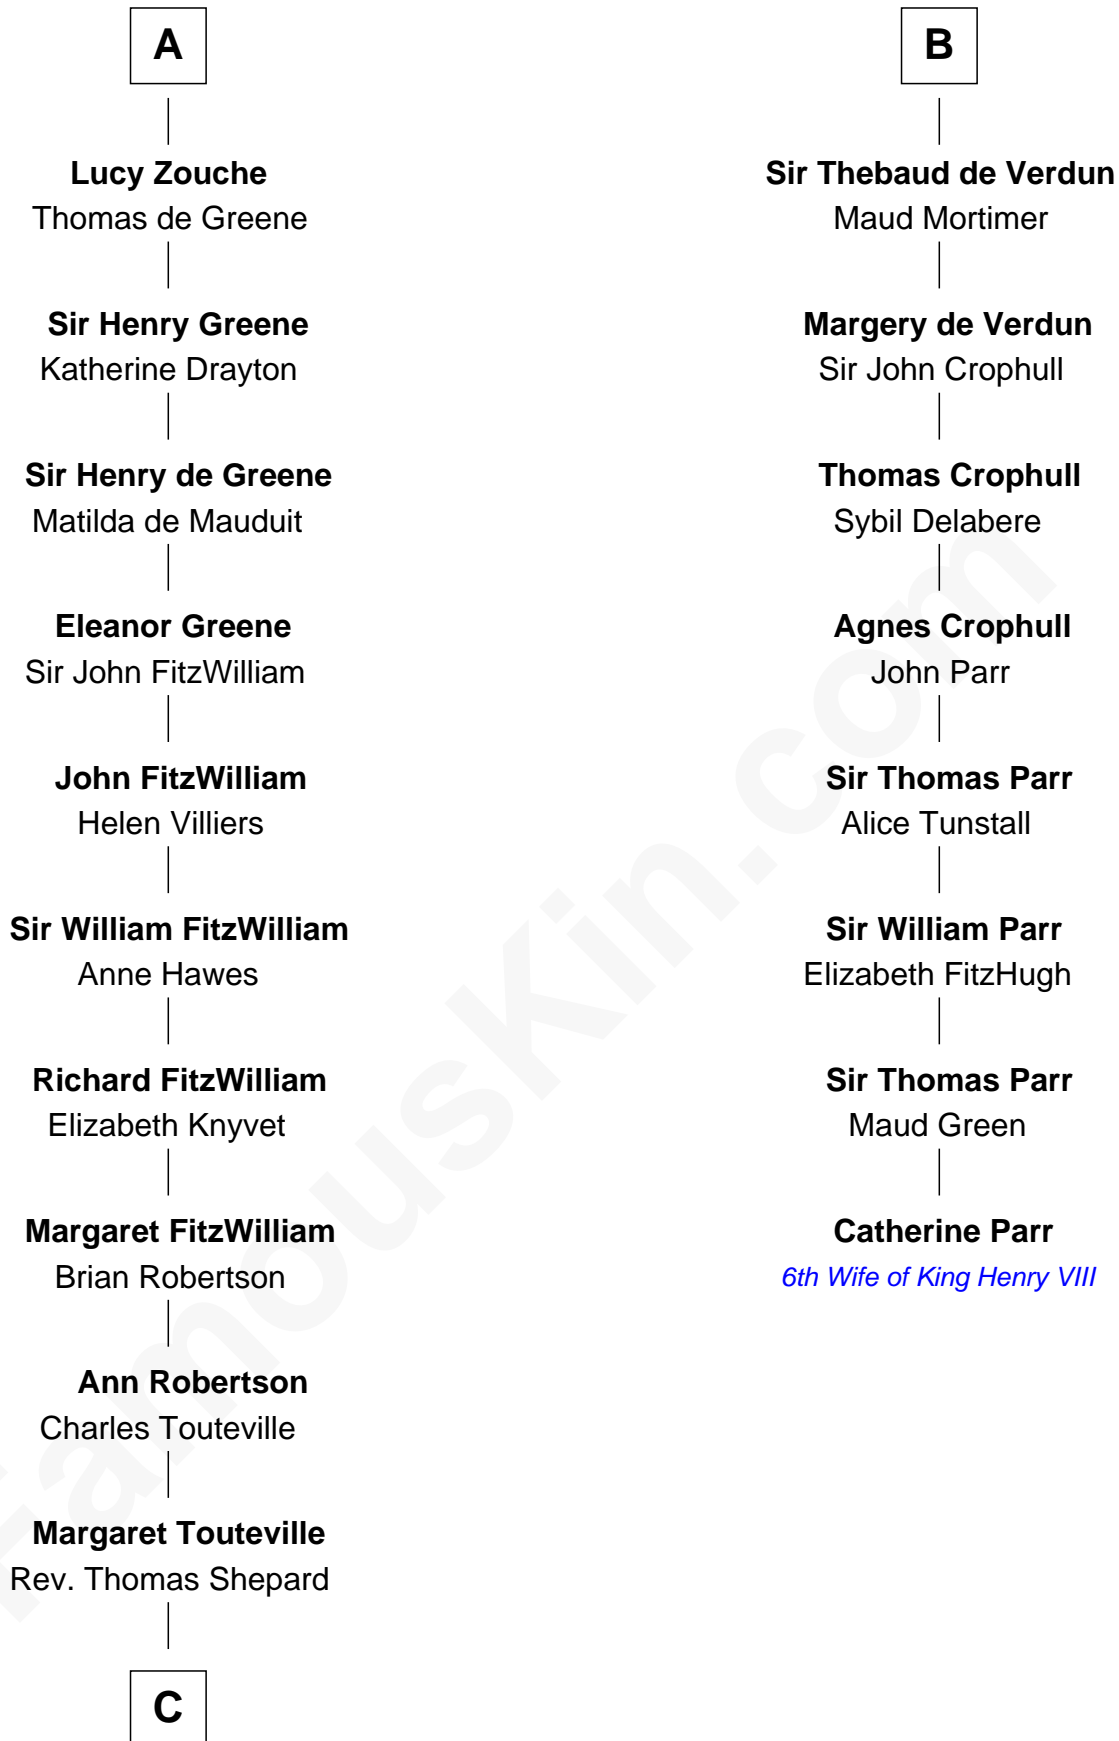 A
Lucy Zouche
Thomas de Greene
Sir Henry Greene
Katherine Drayton
Sir Henry de Greene
Matilda de Mauduit
Eleanor Greene
Sir John FitzWilliam
John FitzWilliam
Helen Villiers
Sir William FitzWilliam
Anne Hawes
Richard FitzWilliam
Elizabeth Knyvet
Margaret FitzWilliam
Brian Robertson
Ann Robertson
Charles Touteville
Margaret Touteville
Rev. Thomas Shepard
C
B
Sir Thebaud de Verdun
Maud Mortimer
Margery de Verdun
Sir John Crophull
Thomas Crophull
Sybil Delabere
Agnes Crophull
John Parr
Sir Thomas Parr
Alice Tunstall
Sir William Parr
Elizabeth FitzHugh
Sir Thomas Parr
Maud Green
Catherine Parr
6th Wife of King Henry VIII
FamousKin.com